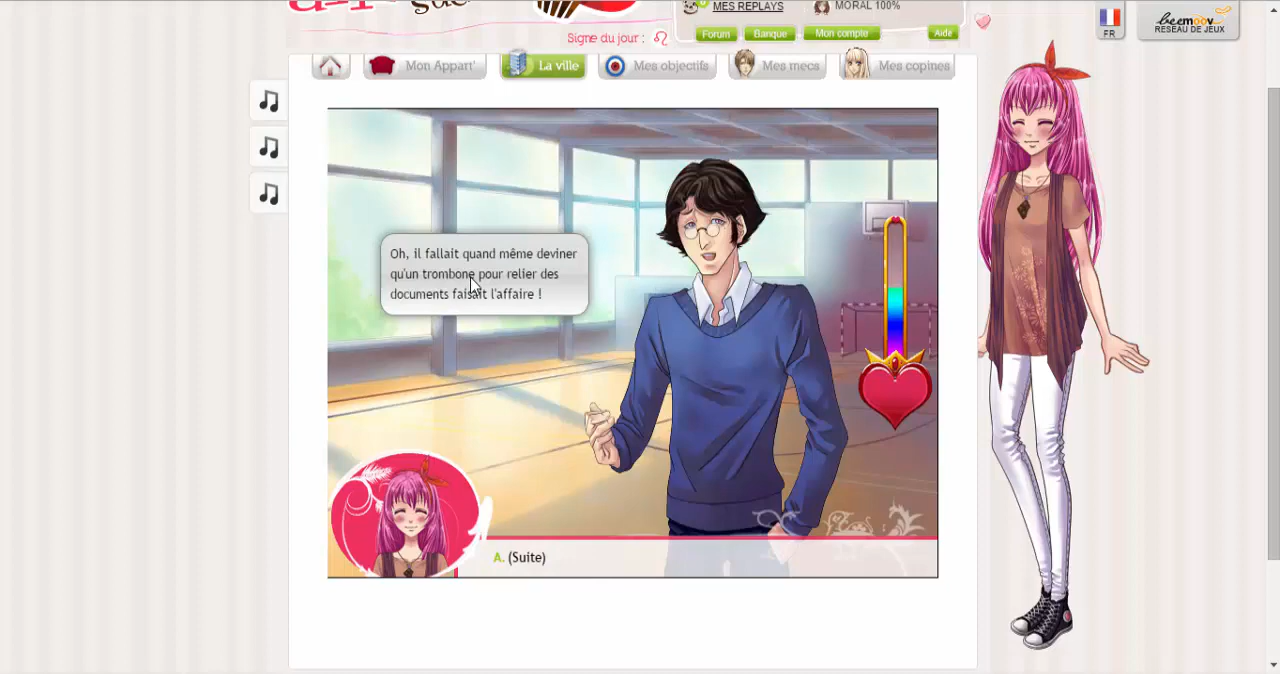 MES REPLAYS
MORAL 100%
Signe du jour :
Forum
Banque
Mon compte
Aide
FR
beemoov
RESEAU DE JEUX
Mon Appart'
La ville
Mes objectifs
Mes mecs
Mes copines
Oh, il fallait quand même deviner
qu'un trombone pour relier des
documents faisait l'affaire !
A. (Suite)